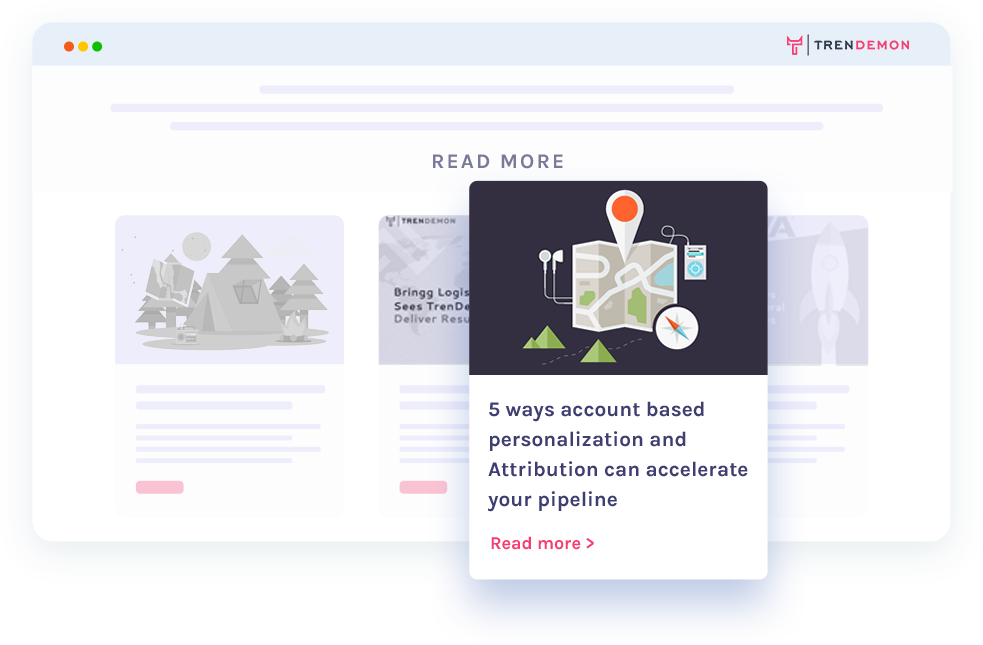 TRENDEMON
READ MORE
TRENDEMON
Bringg Logis
Sees TrenDe
Deliver Resu
5 ways account based
personalization and
Attribution can accelerate
your pipeline
Read more >